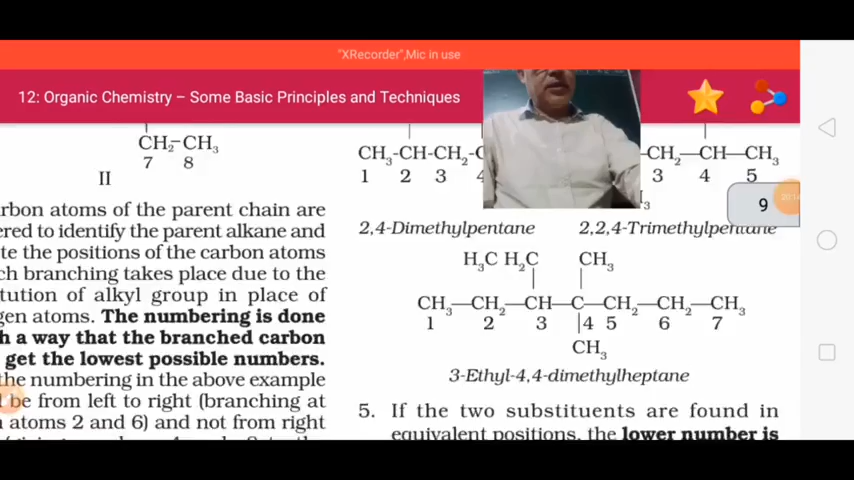 "XRecorder",Mic in use
12: Organic Chemistry – Some Basic Principles and Techniques
CH₂–CH₃
7 8
II
rbon atoms of the parent chain are
ered to identify the parent alkane and
te the positions of the carbon atoms
ch branching takes place due to the
tution of alkyl group in place of
gen atoms. The numbering is done
h a way that the branched carbon
get the lowest possible numbers.
the numbering in the above example
be from left to right (branching at
atoms 2 and 6) and not from right
CH₃-CH-CH₂-C
1 2 3 4
CH₂—CH—CH₃
3 4 5
9
2,4-Dimethylpentane 2,2,4-Trimethylpentane
H₃C H₂C CH₃
CH₃—CH₂—CH—C—CH₂—CH₂—CH₃
1 2 3 4 5 6 7
CH₃
3-Ethyl-4,4-dimethylheptane
5. If the two substituents are found in
equivalent positions, the lower number is